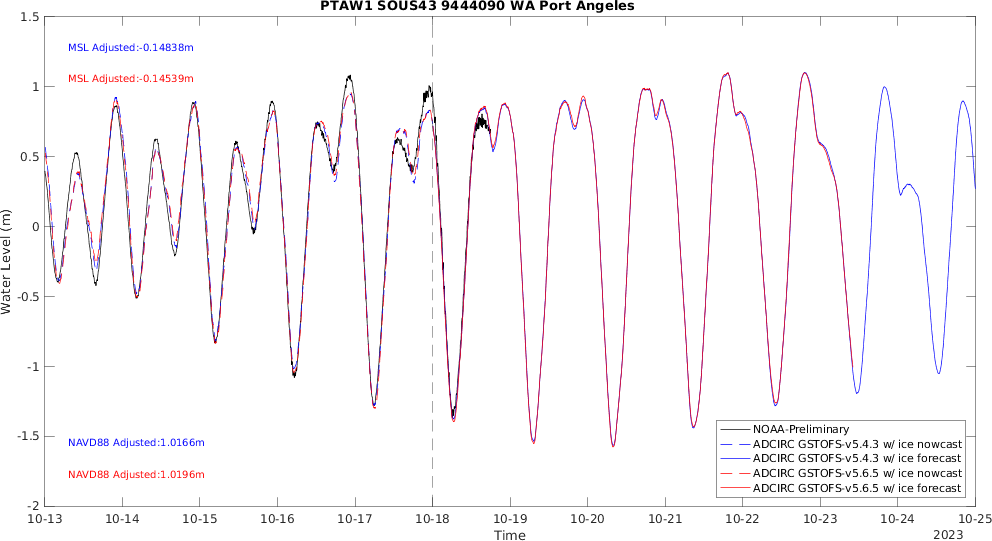 PTAW1 SOUS43 9444090 WA Port Angeles
1.5
1
0.5
0
-0.5
-1
-1.5
-2
Water Level (m)
MSL Adjusted:-0.14838m
MSL Adjusted:-0.14539m
NAVD88 Adjusted:1.0166m
NAVD88 Adjusted:1.0196m
NOAA-Preliminary
ADCIRC GSTOFS-v5.4.3 w/ ice nowcast
ADCIRC GSTOFS-v5.4.3 w/ ice forecast
ADCIRC GSTOFS-v5.6.5 w/ ice nowcast
ADCIRC GSTOFS-v5.6.5 w/ ice forecast
10-13 10-14 10-15 10-16 10-17 10-18 10-19 10-20 10-21 10-22 10-23 10-24 10-25
Time
2023